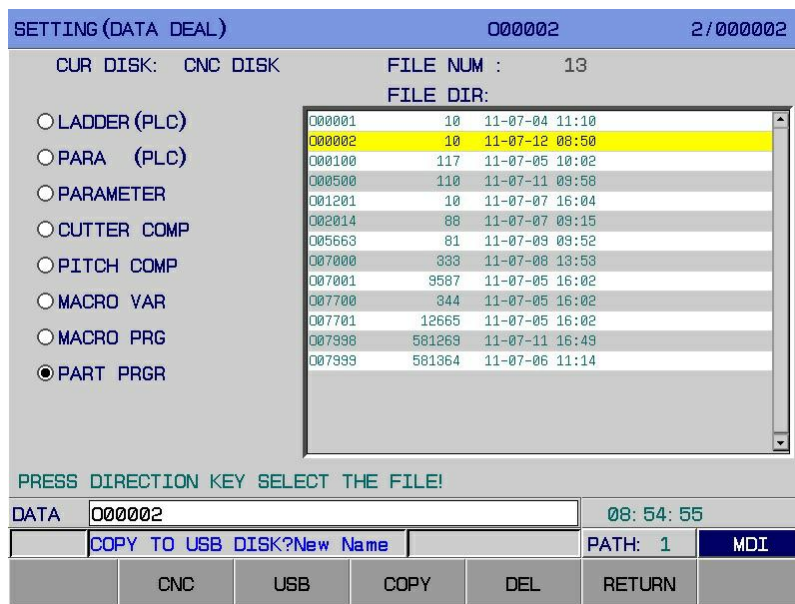 SETTING(DATA DEAL) O00002 2/000002
CUR DISK: CNC DISK FILE NUM : 13
FILE DIR:
LADDER(PLC)
PARA (PLC)
PARAMETER
CUTTER COMP
PITCH COMP
MACRO VAR
MACRO PRG
PART PRGR
O00001 10 11-07-04 11:10
O00002 10 11-07-12 08:50
O00100 117 11-07-05 10:02
O00500 110 11-07-11 09:58
O01201 10 11-07-07 16:04
O02014 88 11-07-07 09:15
O05663 81 11-07-09 09:52
O07000 333 11-07-08 13:53
O07001 9587 11-07-05 16:02
O07700 344 11-07-05 16:02
O07701 12665 11-07-05 16:02
O07998 581269 11-07-11 16:49
O07999 581364 11-07-06 11:14
PRESS DIRECTION KEY SELECT THE FILE!
DATA O00002 08:54:55
COPY TO USB DISK?New Name PATH: 1 MDI
CNC USB COPY DEL RETURN